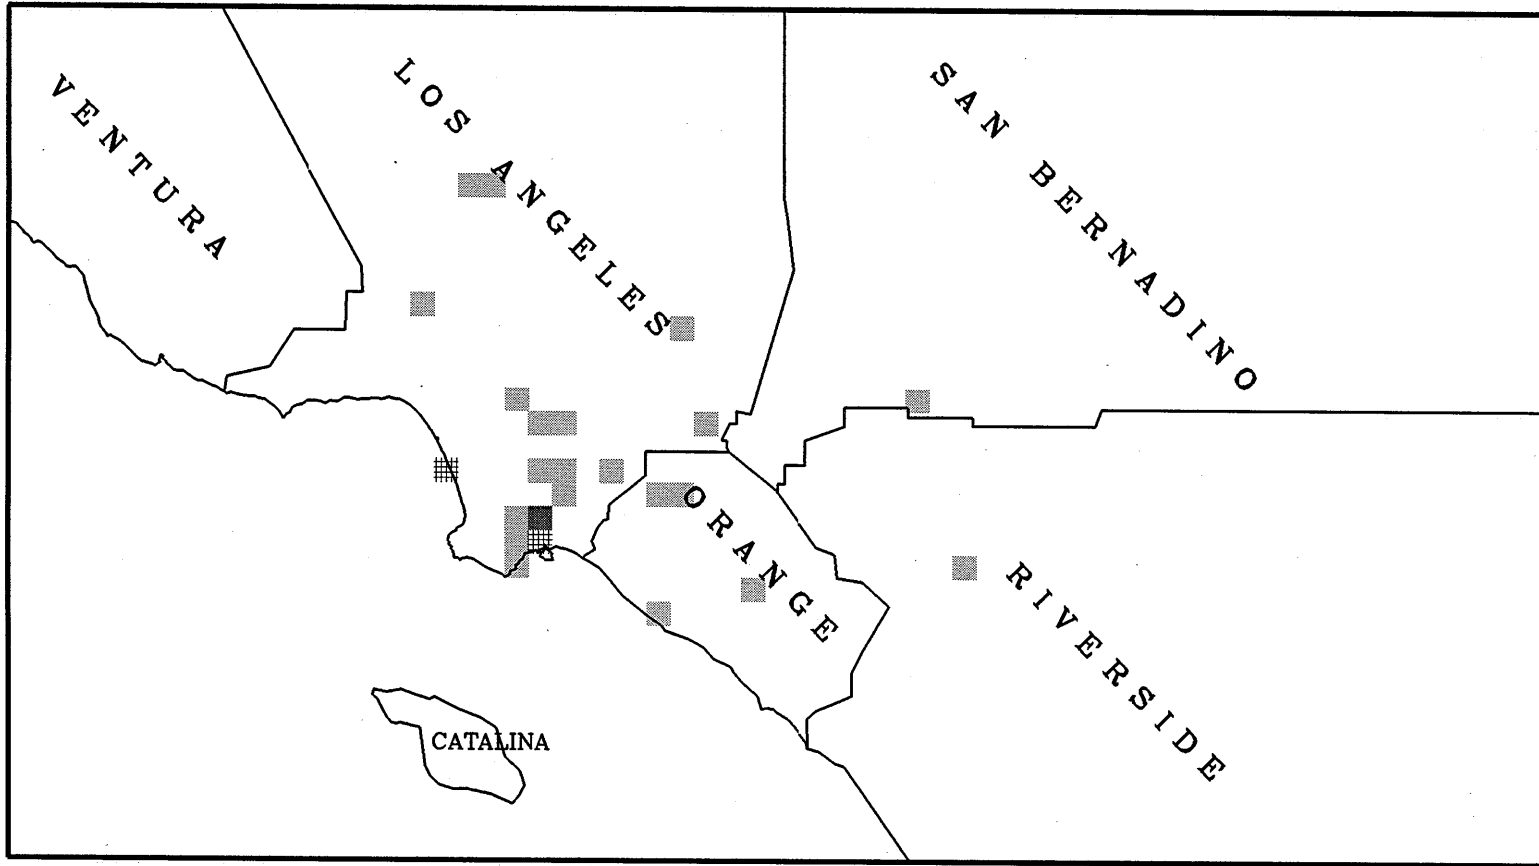 VENTURA
LOS ANGELES
SAN BERNADINO
ORANGE
RIVERSIDE
CATALINA